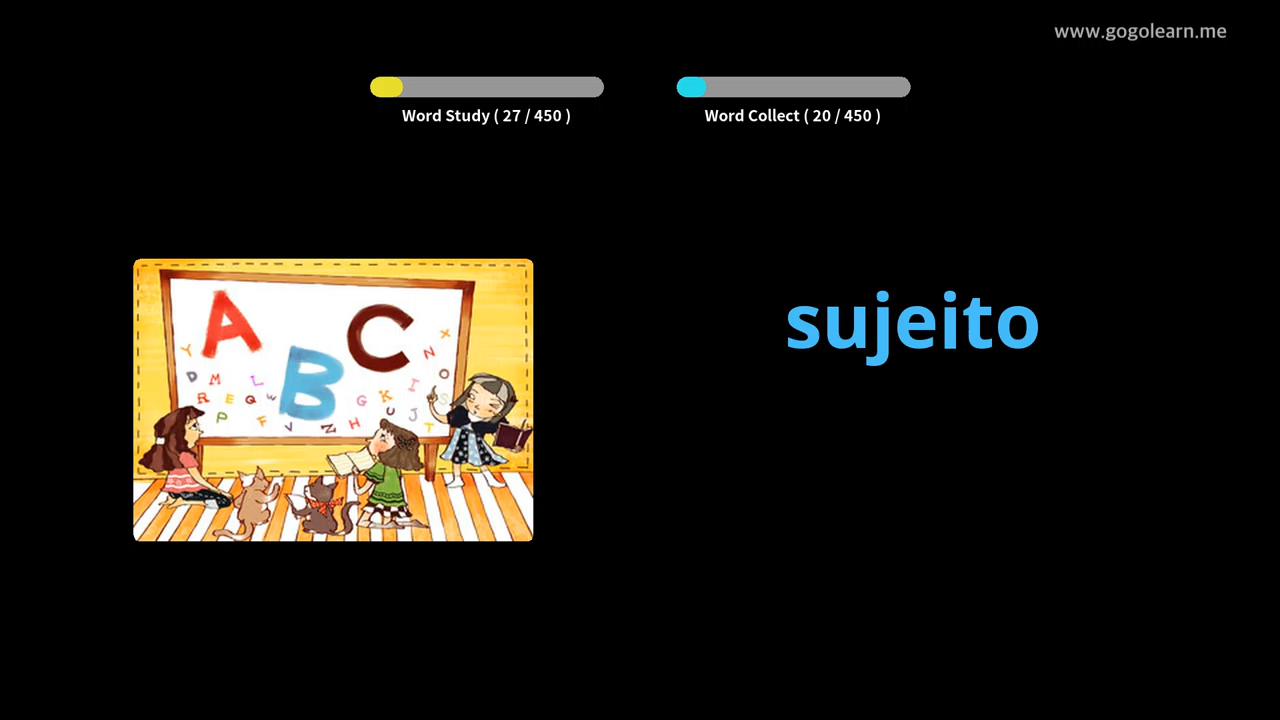 www.gogolearn.me
Word Study ( 27 / 450 )
Word Collect ( 20 / 450 )
sujeito
A
B
C
X
Y
N
D M L O
R E Q W G K I S
P F V Z H U J T